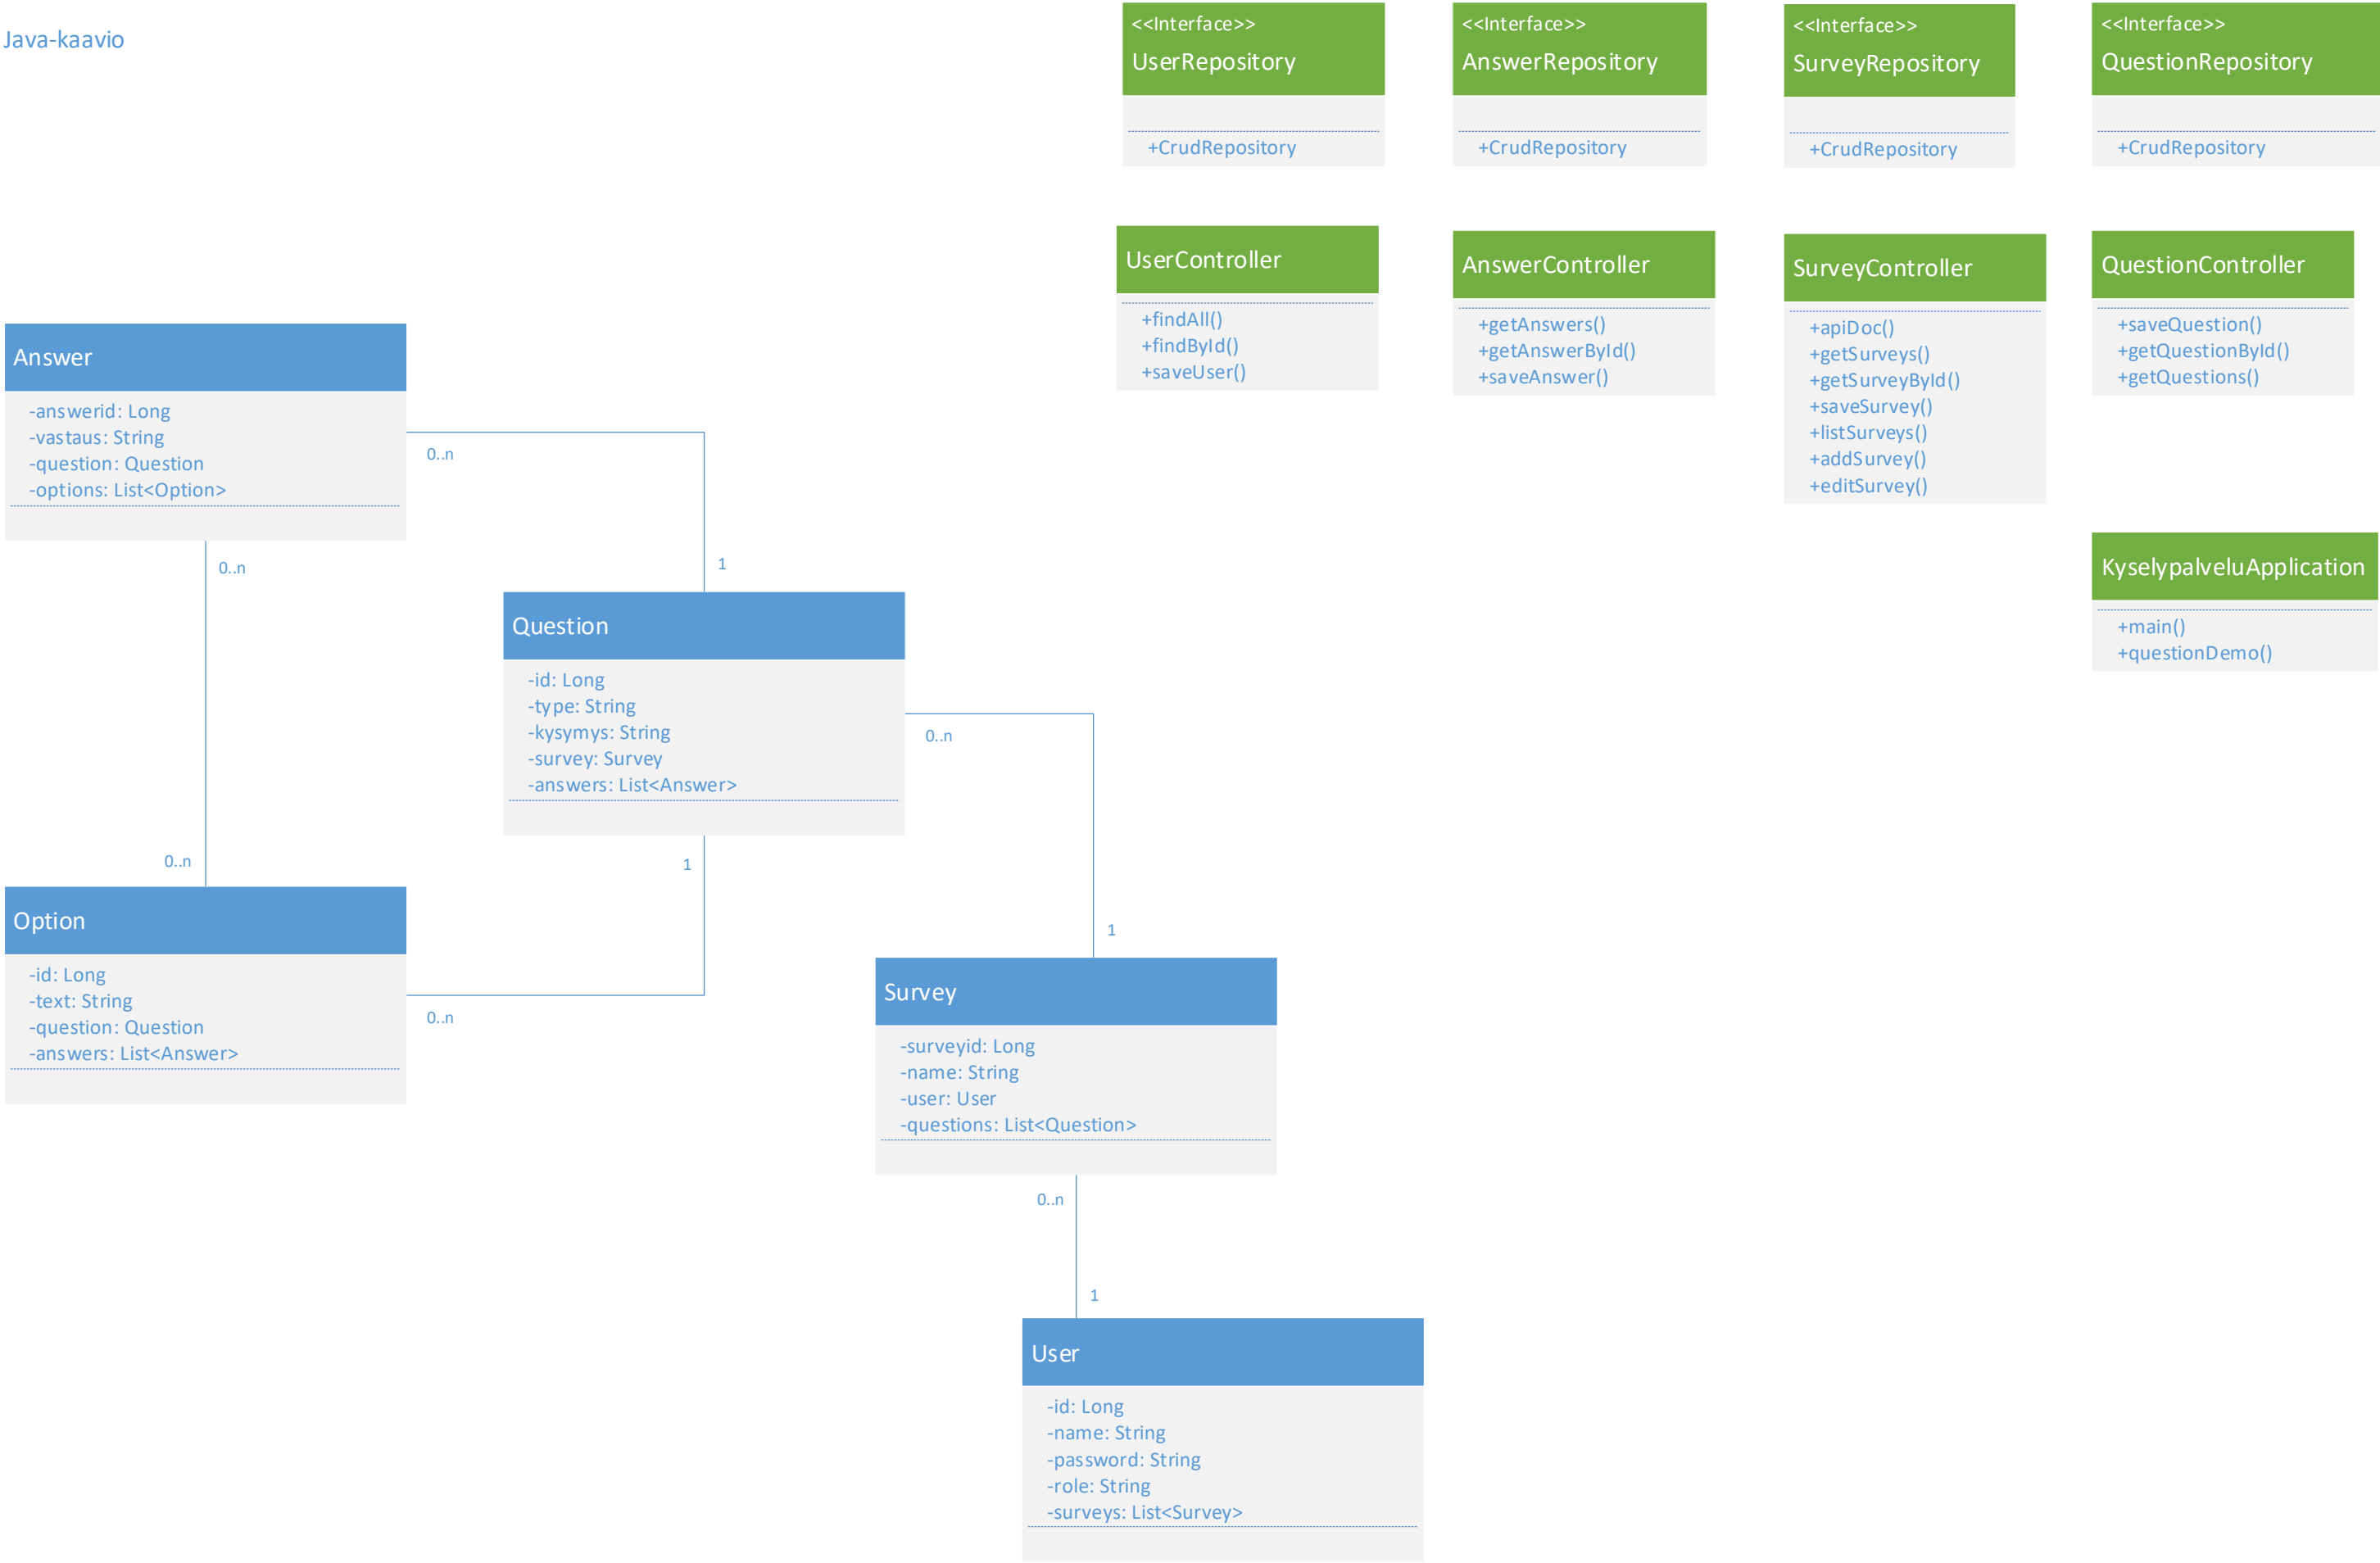 Java-kaavio
<<Interface>>
UserRepository
+CrudRepository
<<Interface>>
AnswerRepository
+CrudRepository
<<Interface>>
SurveyRepository
+CrudRepository
<<Interface>>
QuestionRepository
+CrudRepository
UserController
+findAll()
+findById()
+saveUser()
AnswerController
+getAnswers()
+getAnswerById()
+saveAnswer()
SurveyController
+apiDoc()
+getSurveys()
+getSurveyById()
+saveSurvey()
+listSurveys()
+addSurvey()
+editSurvey()
QuestionController
+saveQuestion()
+getQuestionById()
+getQuestions()
KyselypalveluApplication
+main()
+questionDemo()
Answer
-answerid: Long
-vastaus: String
-question: Question
-options: List<Option>
0..n
1
0..n
0..n
Question
-id: Long
-type: String
-kysymys: String
-survey: Survey
-answers: List<Answer>
0..n
1
1
0..n
Option
-id: Long
-text: String
-question: Question
-answers: List<Answer>
Survey
-surveyid: Long
-name: String
-user: User
-questions: List<Question>
0..n
1
User
-id: Long
-name: String
-password: String
-role: String
-surveys: List<Survey>